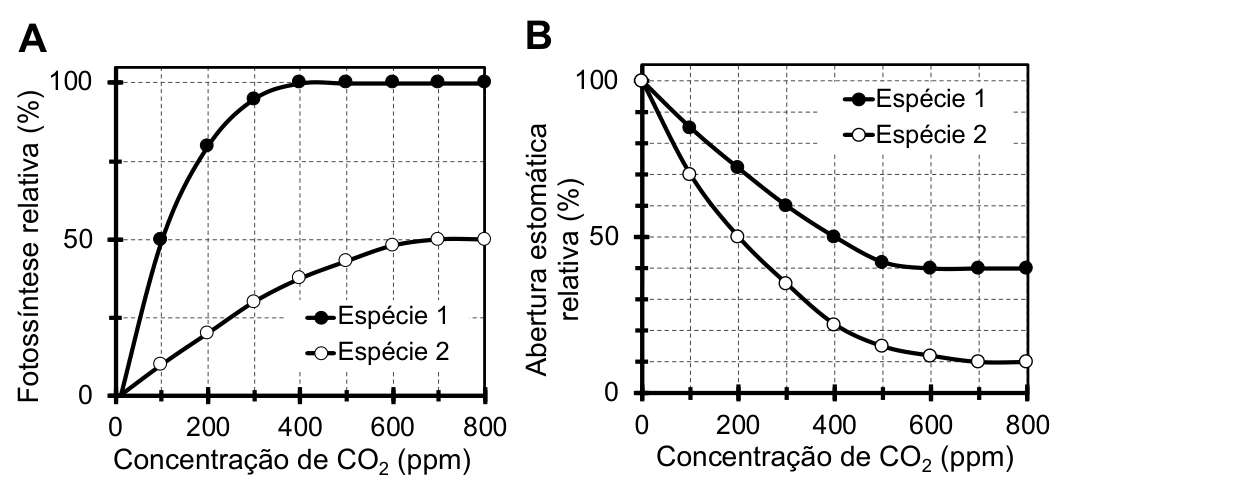 A
Fotossíntese relativa (%)
100
50
0
Espécie 1
Espécie 2
0 200 400 600 800
Concentração de CO₂ (ppm)
B
Abertura estomática
relativa (%)
100
50
0
Espécie 1
Espécie 2
0 200 400 600 800
Concentração de CO₂ (ppm)